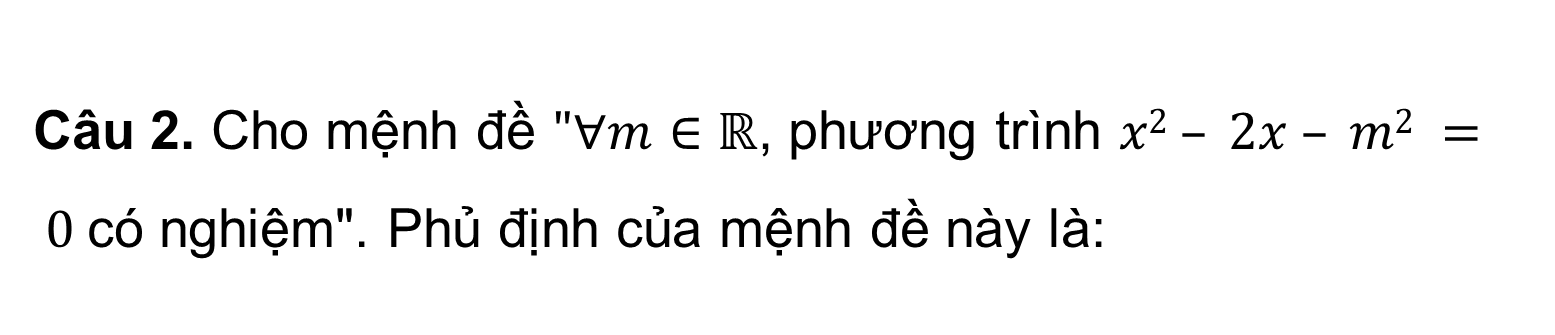 Câu 2. Cho mệnh đề "∀m ∈ ℝ, phương trình x² – 2x – m² =
0 có nghiệm". Phủ định của mệnh đề này là: